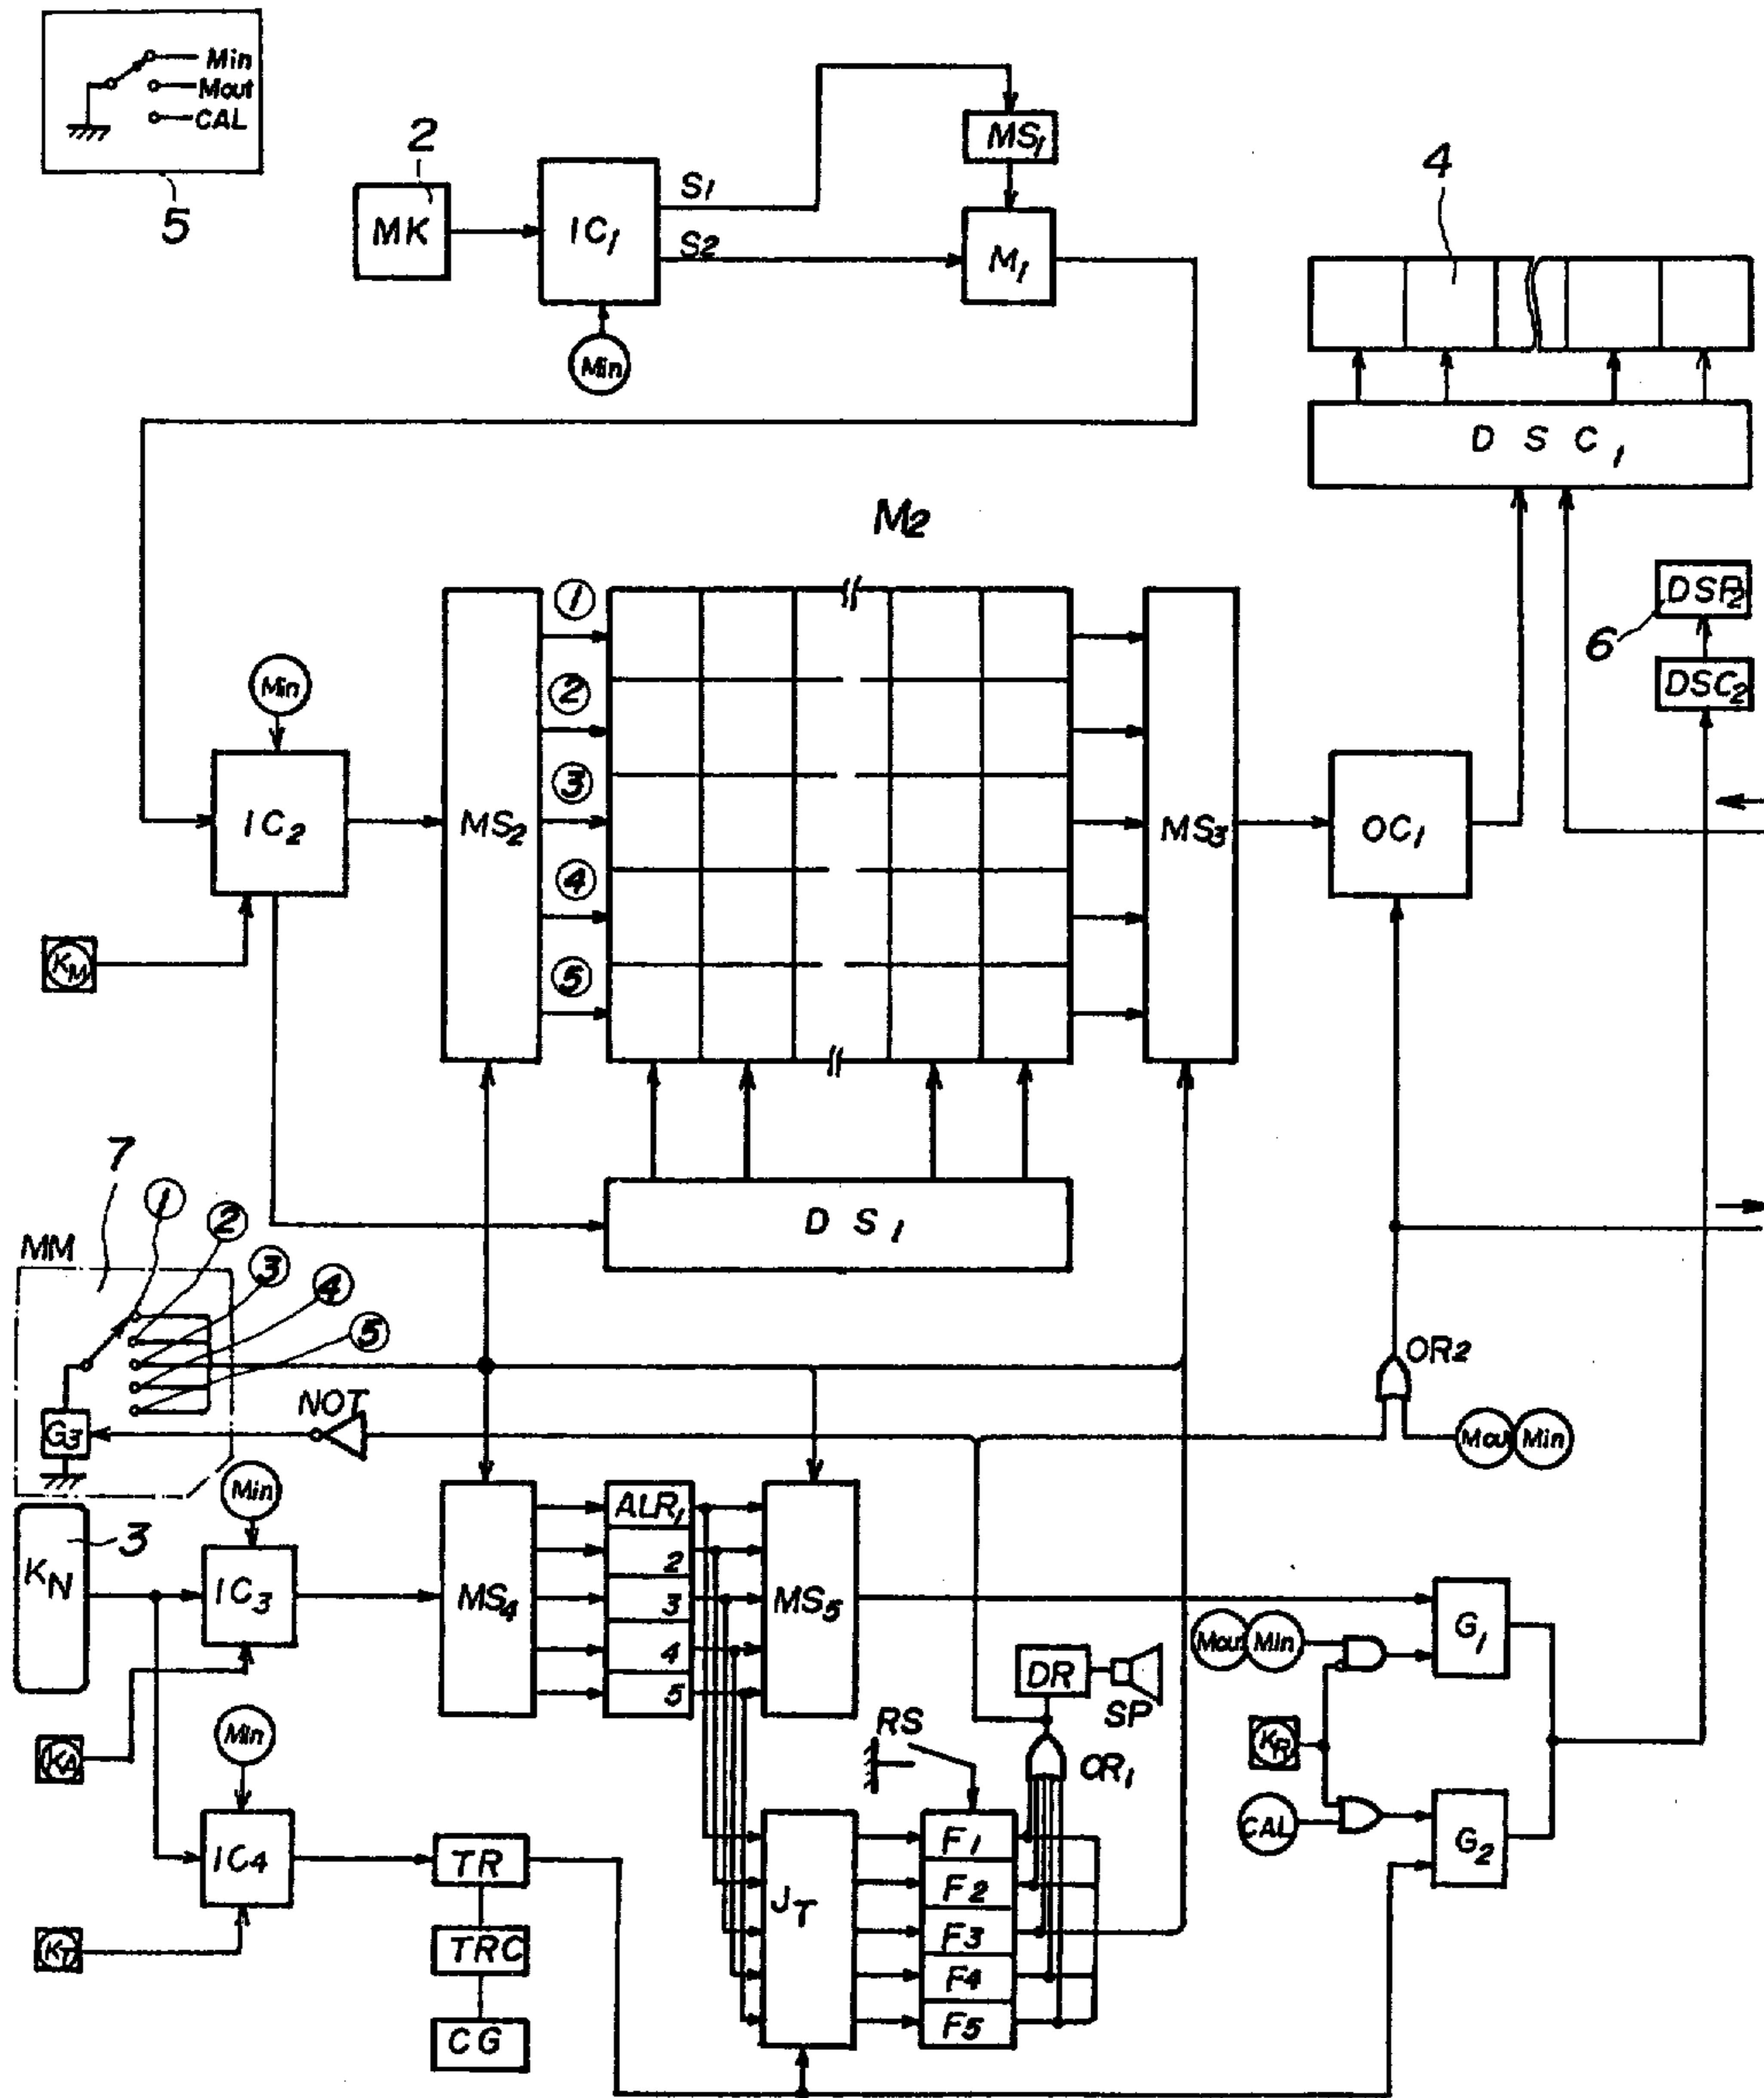 Min
Mout
CAL
5
2
MK
IC1
S1
S2
MS1
M1
Min
4
DSC1
M2
DSP2
6
DSC2
Min
IC2
MS2
①
②
③
④
⑤
MS3
OC1
KM
DS1
7
MM
①
②
③
④
⑤
G3
NOT
OR2
Mout
Min
KN
3
Min
IC3
MS4
ALR1
2
3
4
5
MS5
Mout
Min
G1
KA
KR
CAL
G2
DR
SP
RS
OR1
Min
IC4
KT
TR
TRC
CG
JT
F1
F2
F3
F4
F5